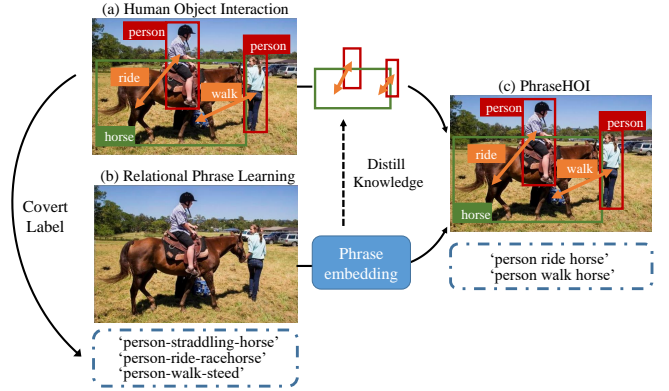 (a) Human Object Interaction
person
person
ride
walk
horse
(b) Relational Phrase Learning
Covert
Label
'person-straddling-horse'
'person-ride-racehorse'
'person-walk-steed'
Distill
Knowledge
Phrase
embedding
(c) PhraseHOI
person
person
ride
walk
horse
'person ride horse'
'person walk horse'